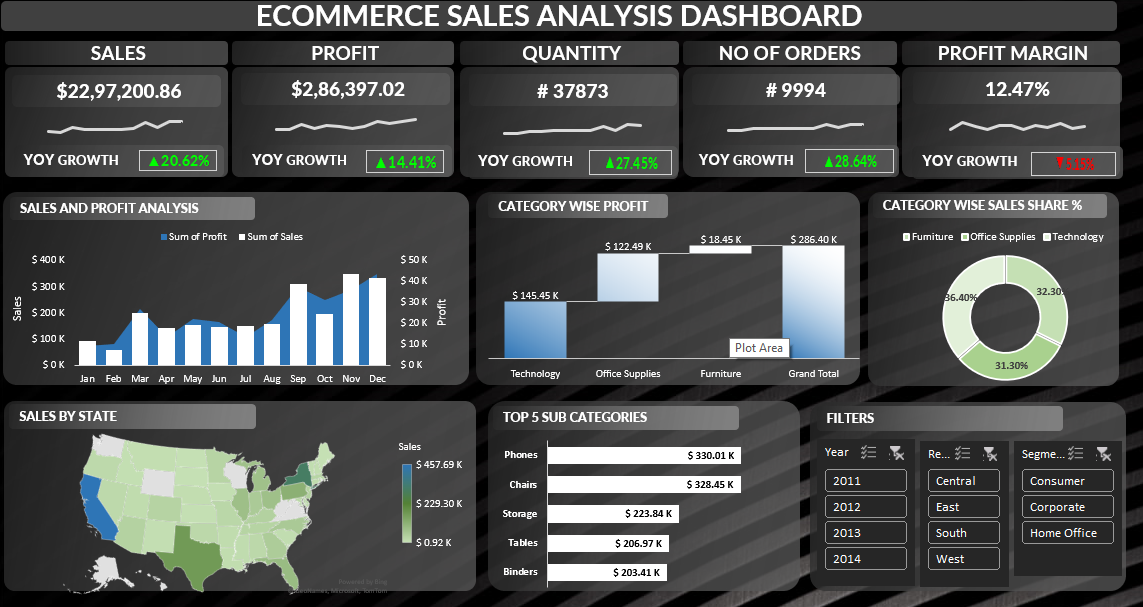 ECOMMERCE SALES ANALYSIS DASHBOARD
SALES
$22,97,200.86
YOY GROWTH ▲20.62%
PROFIT
$2,86,397.02
YOY GROWTH ▲14.41%
QUANTITY
# 37873
YOY GROWTH ▲27.45%
NO OF ORDERS
# 9994
YOY GROWTH ▲28.64%
PROFIT MARGIN
12.47%
YOY GROWTH
SALES AND PROFIT ANALYSIS
Sum of Profit Sum of Sales
$ 400 K
$ 300 K
$ 200 K
$ 100 K
$ 0 K
Sales
$ 50 K
$ 40 K
$ 30 K
$ 20 K
$ 10 K
$ 0 K
Profit
Jan Feb Mar Apr May Jun Jul Aug Sep Oct Nov Dec
CATEGORY WISE PROFIT
$ 145.45 K
$ 122.49 K
$ 18.45 K
$ 286.40 K
Plot Area
Technology Office Supplies Furniture Grand Total
CATEGORY WISE SALES SHARE %
Furniture Office Supplies Technology
36.40%
32.30
31.30%
SALES BY STATE
Sales
$ 457.69 K
$ 229.30 K
$ 0.92 K
Powered by Bing
GeoNames, Microsoft, TomTom
TOP 5 SUB CATEGORIES
Phones $ 330.01 K
Chairs $ 328.45 K
Storage $ 223.84 K
Tables $ 206.97 K
Binders $ 203.41 K
FILTERS
Year
2011
2012
2013
2014
Re...
Central
East
South
West
Segme...
Consumer
Corporate
Home Office